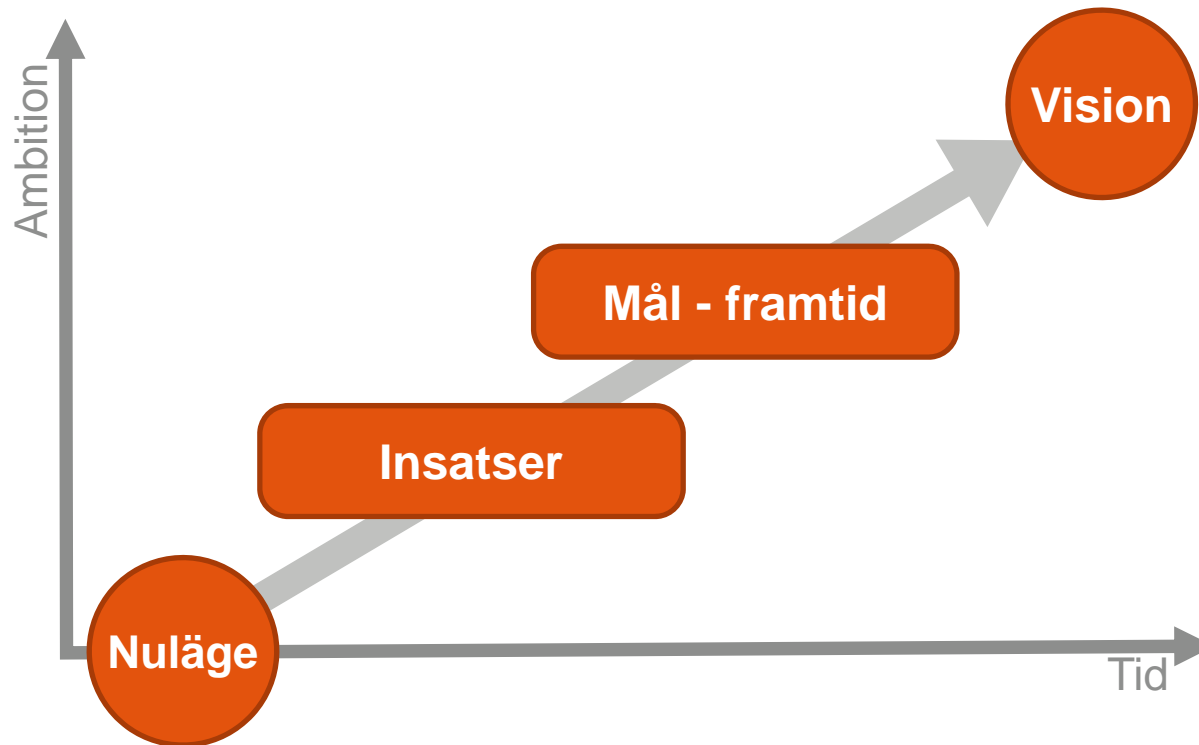 Ambition
Vision
Mål - framtid
Insatser
Nuläge
Tid